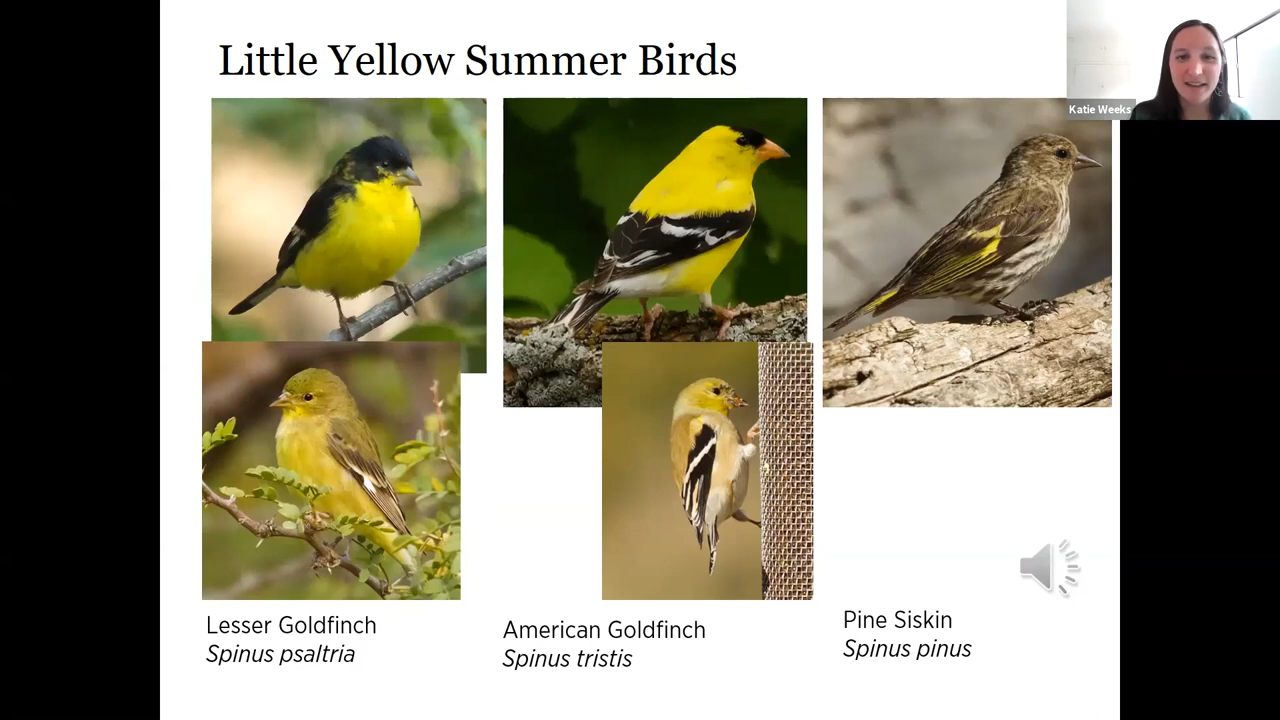 Little Yellow Summer Birds
Katie Weeks
Lesser Goldfinch
Spinus psaltria
American Goldfinch
Spinus tristis
Pine Siskin
Spinus pinus